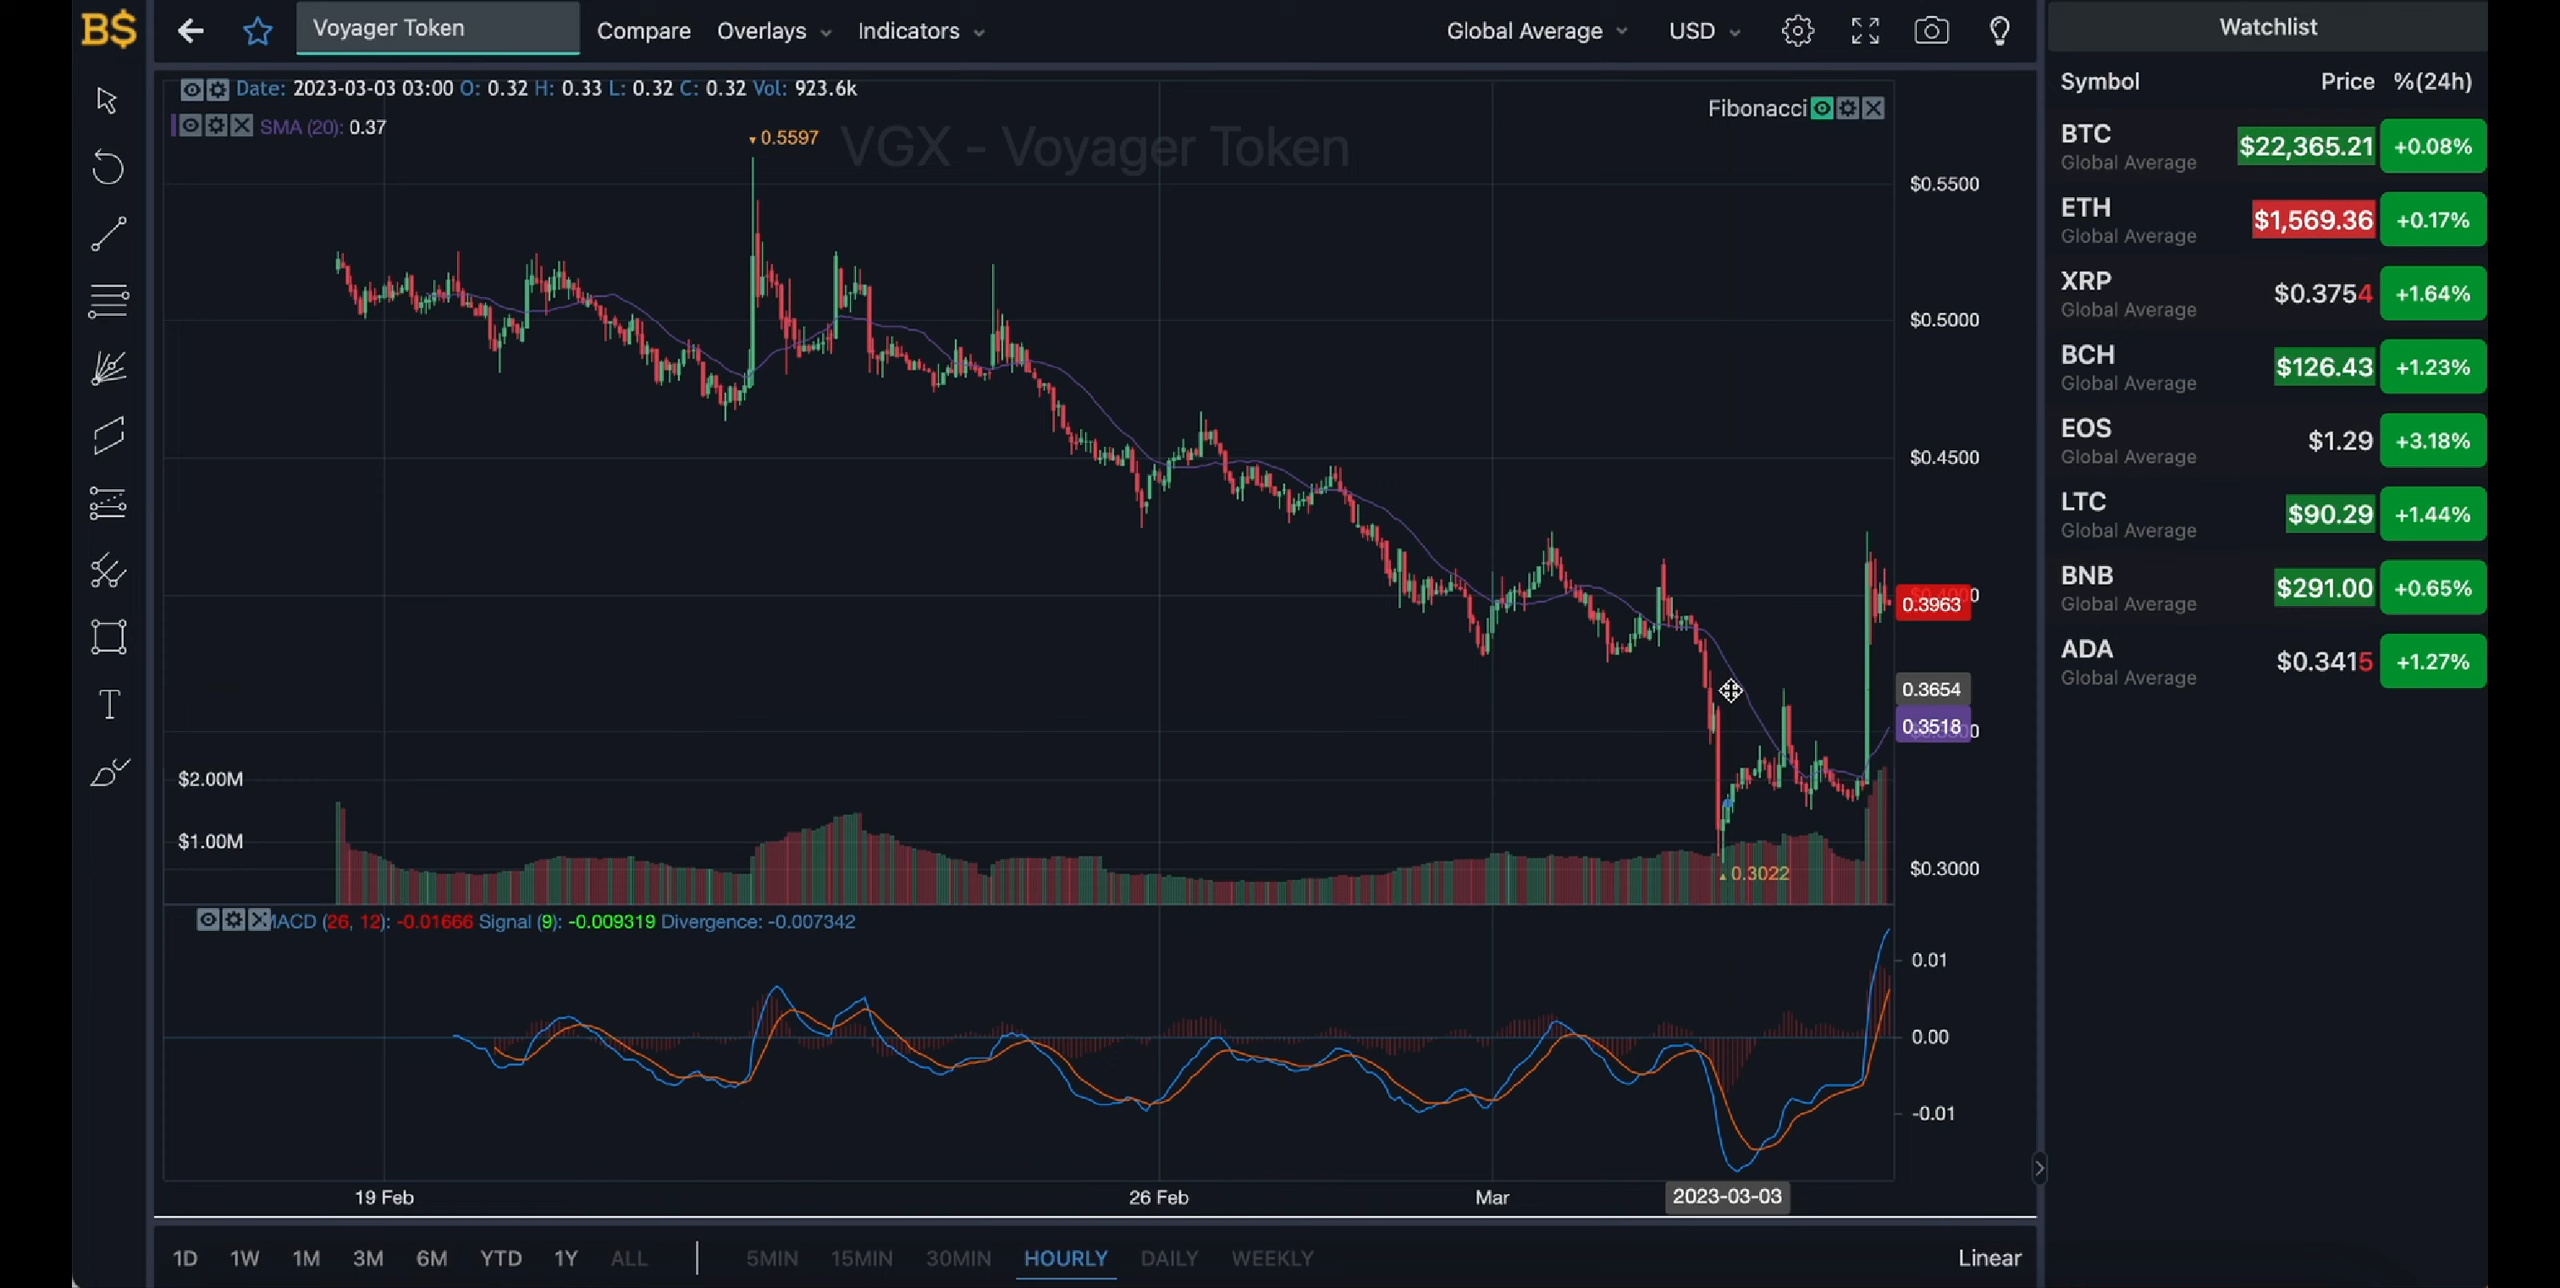 B$
Voyager Token
Compare
Overlays
Indicators
Global Average
USD
Date: 2023-03-03 03:00 O: 0.32 H: 0.33 L: 0.32 C: 0.32 Vol: 923.6k
SMA (20): 0.37
Fibonacci
VGX - Voyager Token
0.5597
$0.5500
$0.5000
$0.4500
0.3963
0.3654
0.3518
$0.3000
0.3022
$2.00M
$1.00M
MACD (26, 12): -0.01666 Signal (9): -0.009319 Divergence: -0.007342
0.01
0.00
-0.01
19 Feb
26 Feb
Mar
2023-03-03
1D 1W 1M 3M 6M YTD 1Y ALL
5MIN 15MIN 30MIN HOURLY DAILY WEEKLY
Linear
Watchlist
Symbol Price %(24h)
BTC $22,365.21 +0.08%
Global Average
ETH $1,569.36 +0.17%
Global Average
XRP $0.3754 +1.64%
Global Average
BCH $126.43 +1.23%
Global Average
EOS $1.29 +3.18%
Global Average
LTC $90.29 +1.44%
Global Average
BNB $291.00 +0.65%
Global Average
ADA $0.3415 +1.27%
Global Average